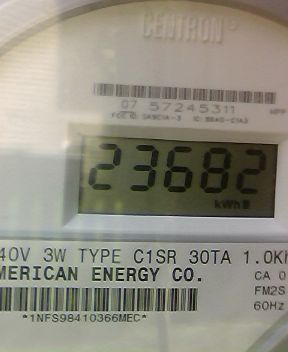 CENTRON®
07 57245311
23682
kWh
40V 3W TYPE C1SR 30TA 1.0Kh
MERICAN ENERGY CO.
CA 0
FM2S
60Hz
*1NFS98410366MEC*